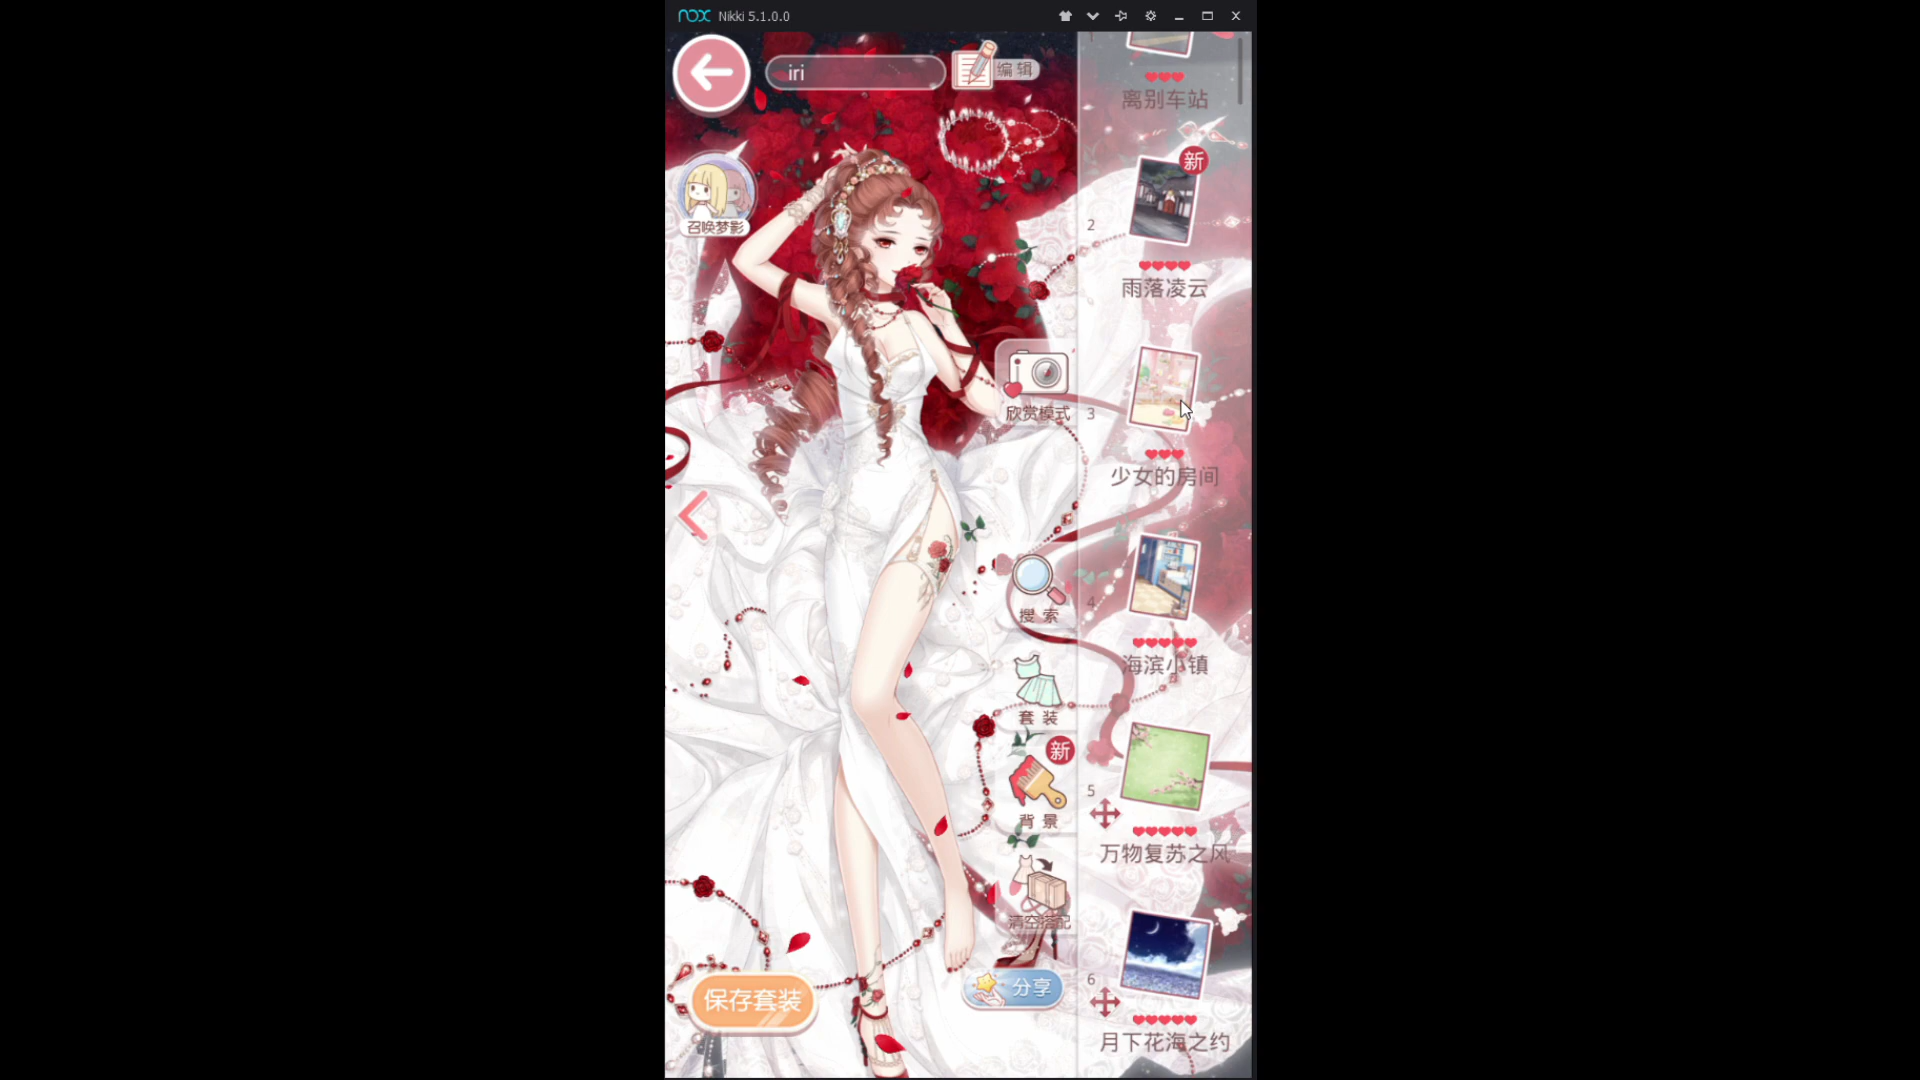 nox Nikki 5.1.0.0
iri
编辑
召唤梦影
欣赏模式
搜索
套装
新
背景
清空搭配
分享
保存套装
1
离别车站
新
2
雨落凌云
3
少女的房间
4
海滨小镇
5
万物复苏之风
6
月下花海之约